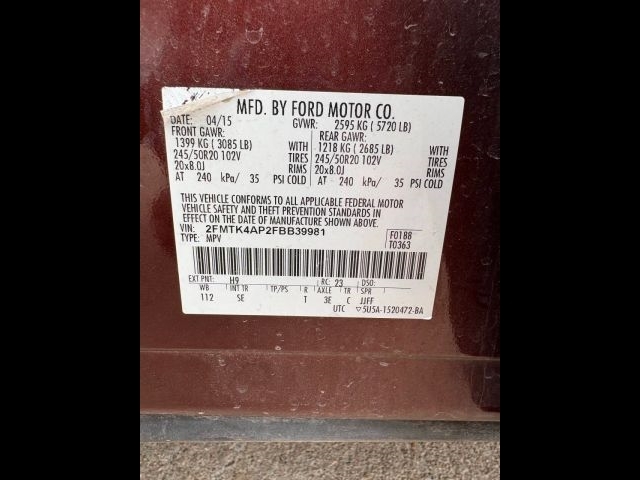 MFD. BY FORD MOTOR CO.
DATE: 04/15 GVWR: 2595 KG ( 5720 LB)
FRONT GAWR: REAR GAWR:
1399 KG ( 3085 LB) WITH 1218 KG ( 2685 LB) WITH
245/50R20 102V TIRES 245/50R20 102V TIRES
20x8.0J RIMS 20x8.0J RIMS
AT 240 kPa/ 35 PSI COLD AT 240 kPa/ 35 PSI COLD
THIS VEHICLE CONFORMS TO ALL APPLICABLE FEDERAL MOTOR
VEHICLE SAFETY AND THEFT PREVENTION STANDARDS IN
EFFECT ON THE DATE OF MANUFACTURE SHOWN ABOVE.
VIN: 2FMTK4AP2FBB39981 F0188
TYPE: MPV T0363
EXT PNT: H9 RC: 23 DSO:
WB INT TR TP/PS R AXLE TR SPR
112 SE T 3E C JJFF
UTC ▽5U5A-1520472-BA